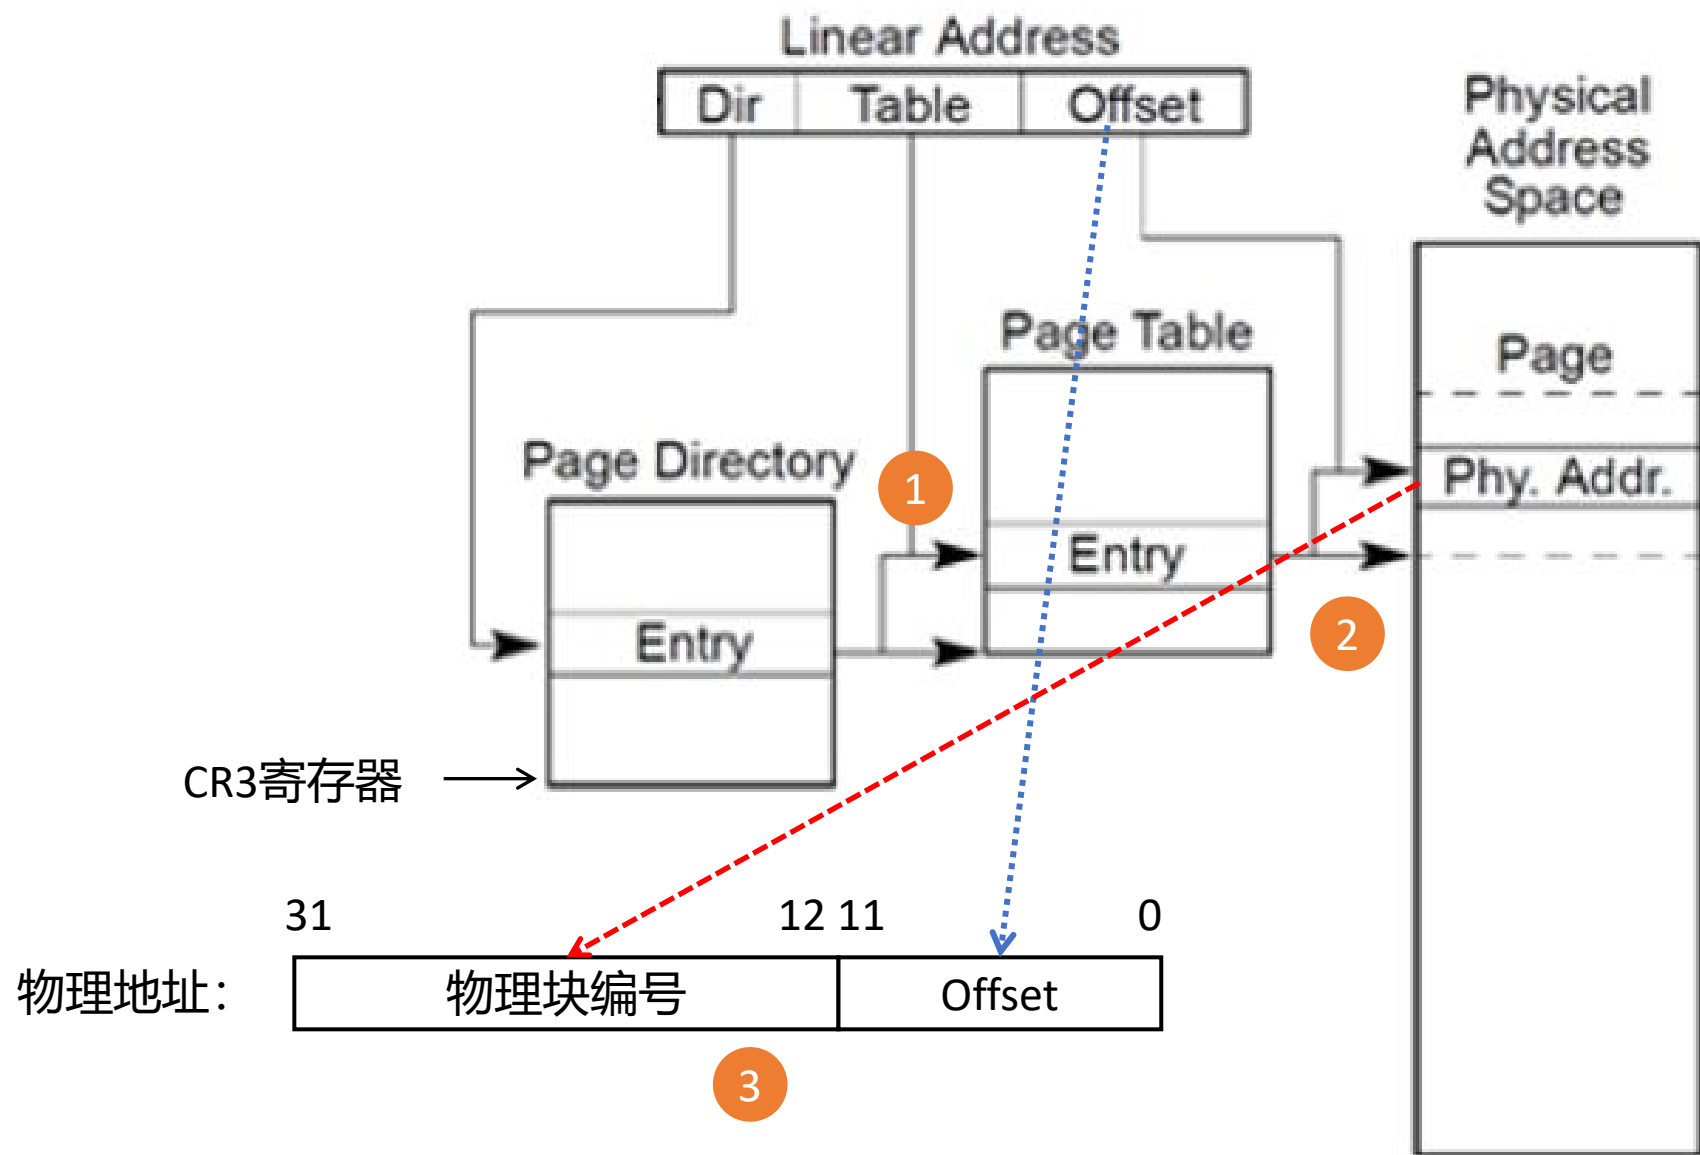 Linear Address
Dir Table Offset
Physical
Address
Space
Page Table
Page
Page Directory
1
Phy. Addr.
Entry
2
Entry
CR3寄存器
31 12 11 0
物理地址：
物理块编号 Offset
3